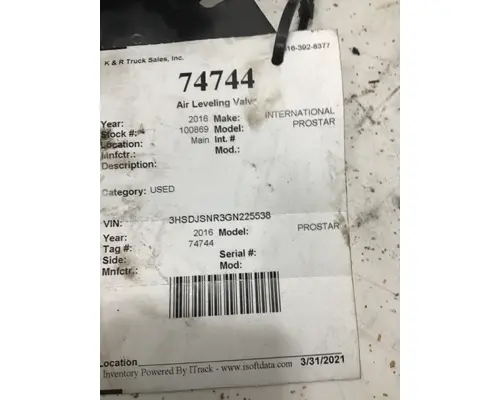 K & R Truck Sales, Inc. 16-392-8377
74744
Air Leveling Valve
Year: 2016 Make: INTERNATIONAL
Stock #: 100869 Model: PROSTAR
Location: Main Int. #
Mnfctr.: Mod.:
Description:
Category: USED
VIN: 3HSDJSNR3GN225538
Year: 2016 Model: PROSTAR
Tag #: 74744
Side: Serial #:
Mnfctr.: Mod:
Location
Inventory Powered By ITrack - www.isoftdata.com 3/31/2021